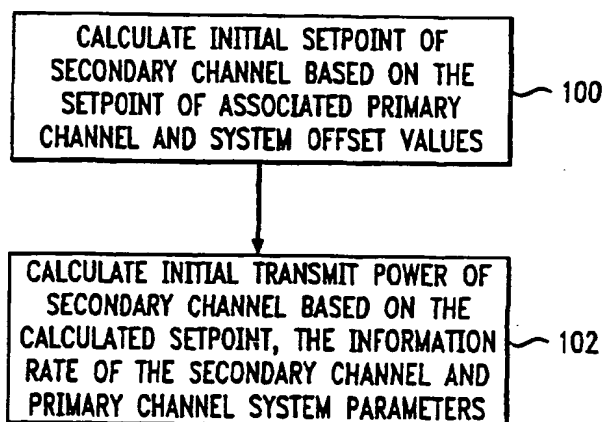 CALCULATE INITIAL SETPOINT OF
SECONDARY CHANNEL BASED ON THE
SETPOINT OF ASSOCIATED PRIMARY
CHANNEL AND SYSTEM OFFSET VALUES
100
CALCULATE INITIAL TRANSMIT POWER OF
SECONDARY CHANNEL BASED ON THE
CALCULATED SETPOINT, THE INFORMATION
RATE OF THE SECONDARY CHANNEL AND
PRIMARY CHANNEL SYSTEM PARAMETERS
102